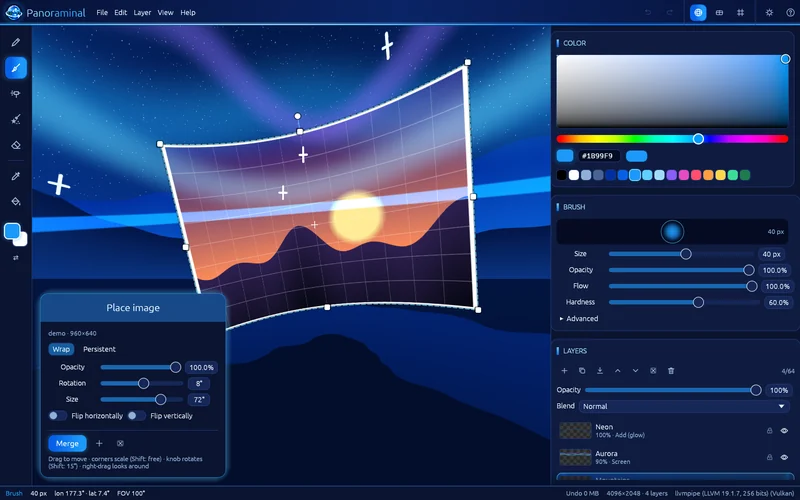 Panoraminal File Edit Layer View Help
COLOR
#1B99F9
BRUSH
40 px
Size 40 px
Opacity 100.0%
Flow 100.0%
Hardness 60.0%
Advanced
LAYERS
4/64
Opacity 100%
Blend Normal
Neon
100% · Add (glow)
Aurora
90% · Screen
Place image
demo · 960×640
Wrap Persistent
Opacity 100.0%
Rotation 8°
Size 72°
Flip horizontally Flip vertically
Merge
Drag to move · corners scale (Shift: free) · knob rotates
(Shift: 15°) · right-drag looks around
Brush 40 px lon 177.3° · lat 7.4° FOV 100° Undo 0 MB 4096×2048 · 4 layers llvmpipe (LLVM 19.1.7, 256 bits) (Vulkan)